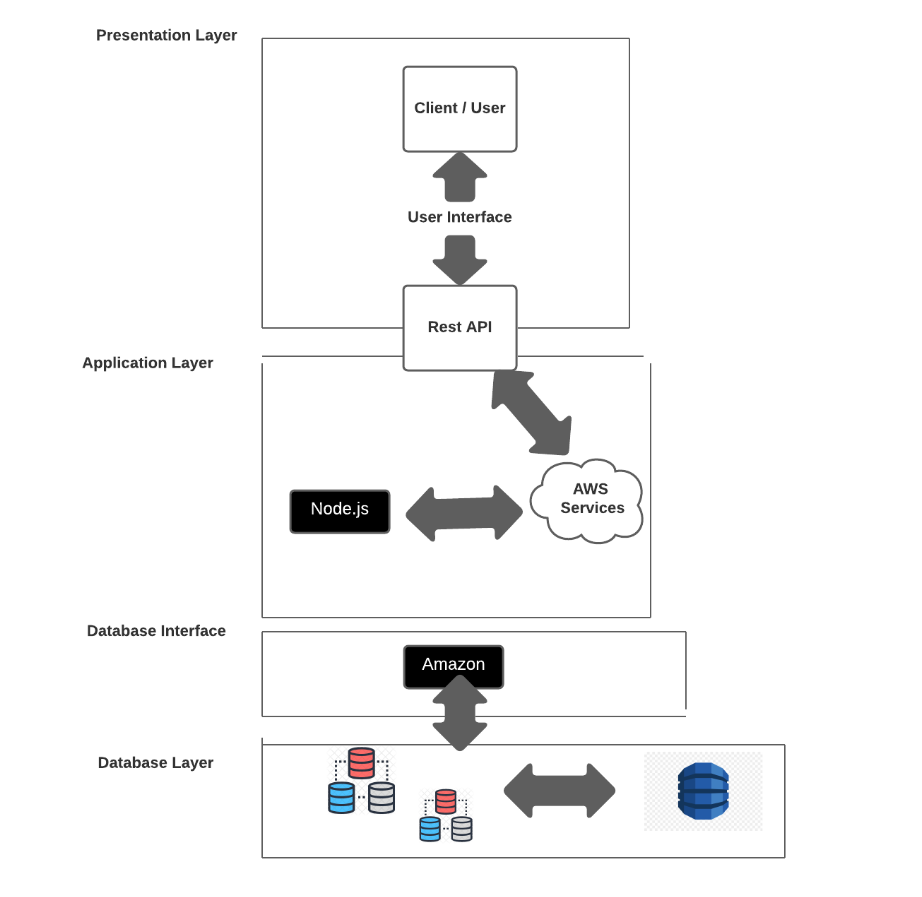 Presentation Layer
Client / User
User Interface
Rest API
Application Layer
AWS
Services
Node.js
Database Interface
Amazon
Database Layer